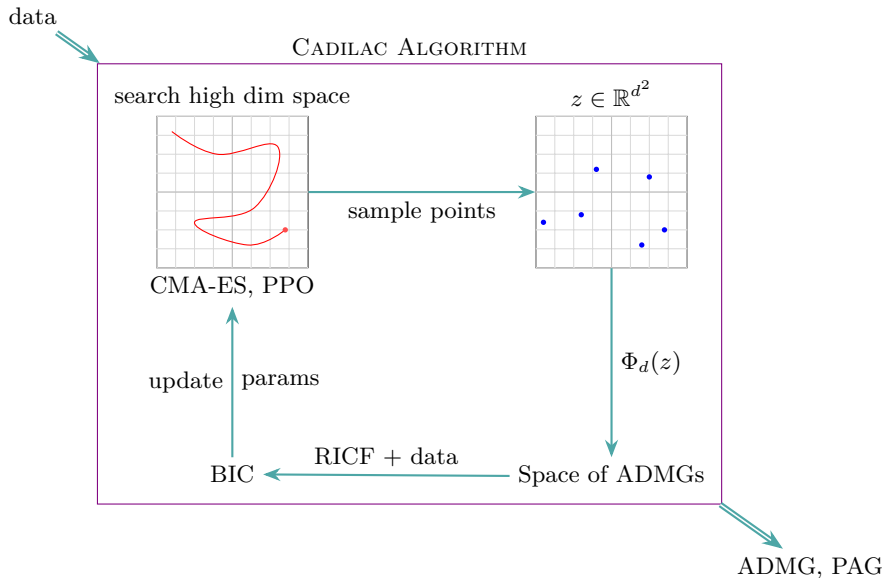 data
CADILAC ALGORITHM
search high dim space
z ∈ ℝ^{d^2}
sample points
CMA-ES, PPO
Φ_d(z)
update params
RICF + data
BIC
Space of ADMGs
ADMG, PAG